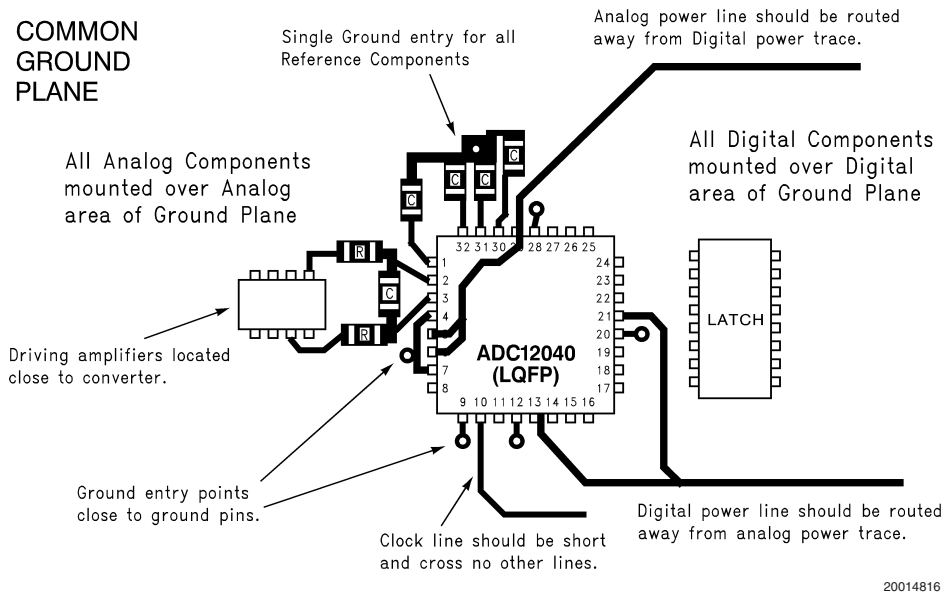 COMMON
GROUND
PLANE
Single Ground entry for all
Reference Components
Analog power line should be routed
away from Digital power trace.
All Analog Components
mounted over Analog
area of Ground Plane
All Digital Components
mounted over Digital
area of Ground Plane
C
C
C
C
R
C
R
32 31 30 28 27 26 25
1
2
3
4
7
8
24
23
22
21
20
19
18
17
9 10 11 12 13 14 15 16
ADC12040
(LQFP)
LATCH
Driving amplifiers located
close to converter.
Ground entry points
close to ground pins.
Clock line should be short
and cross no other lines.
Digital power line should be routed
away from analog power trace.
20014816